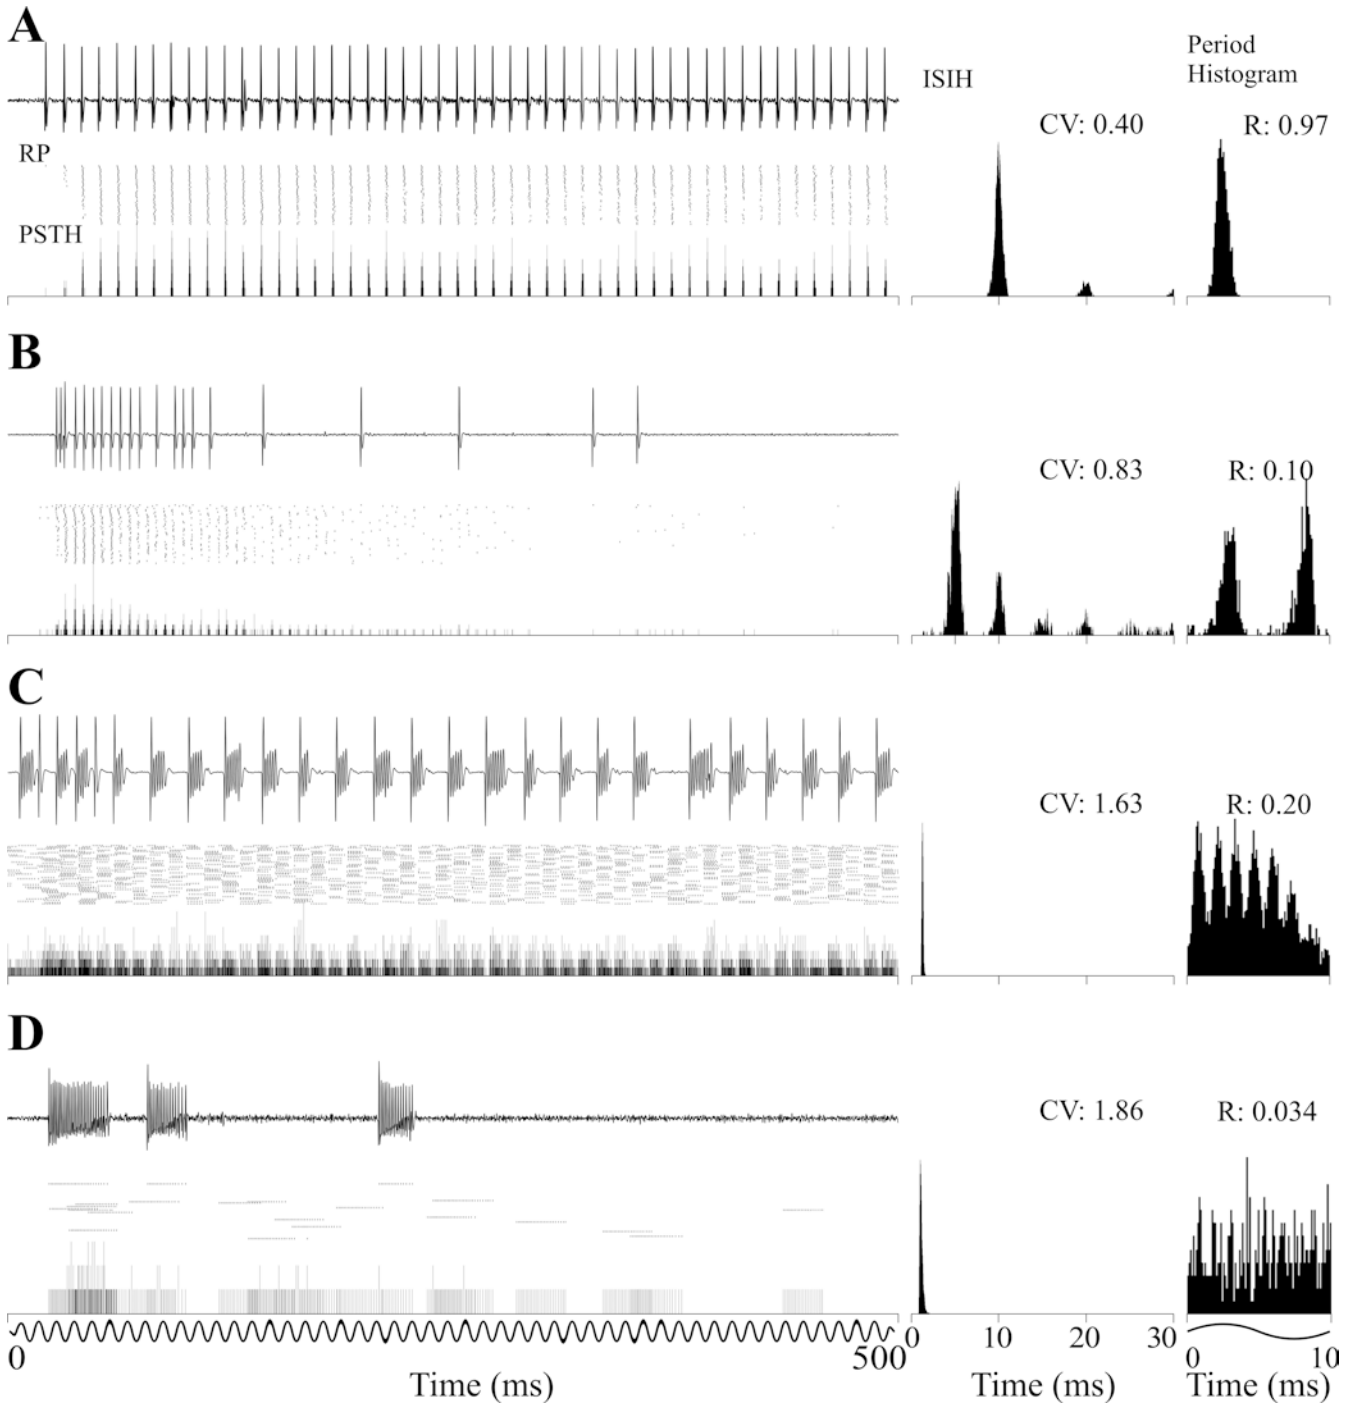 A
Period
Histogram
ISIH
CV: 0.40
R: 0.97
RP
PSTH
B
CV: 0.83
R: 0.10
C
CV: 1.63
R: 0.20
D
CV: 1.86
R: 0.034
0
500
0
10
20
30
0
10
Time (ms)
Time (ms)
Time (ms)